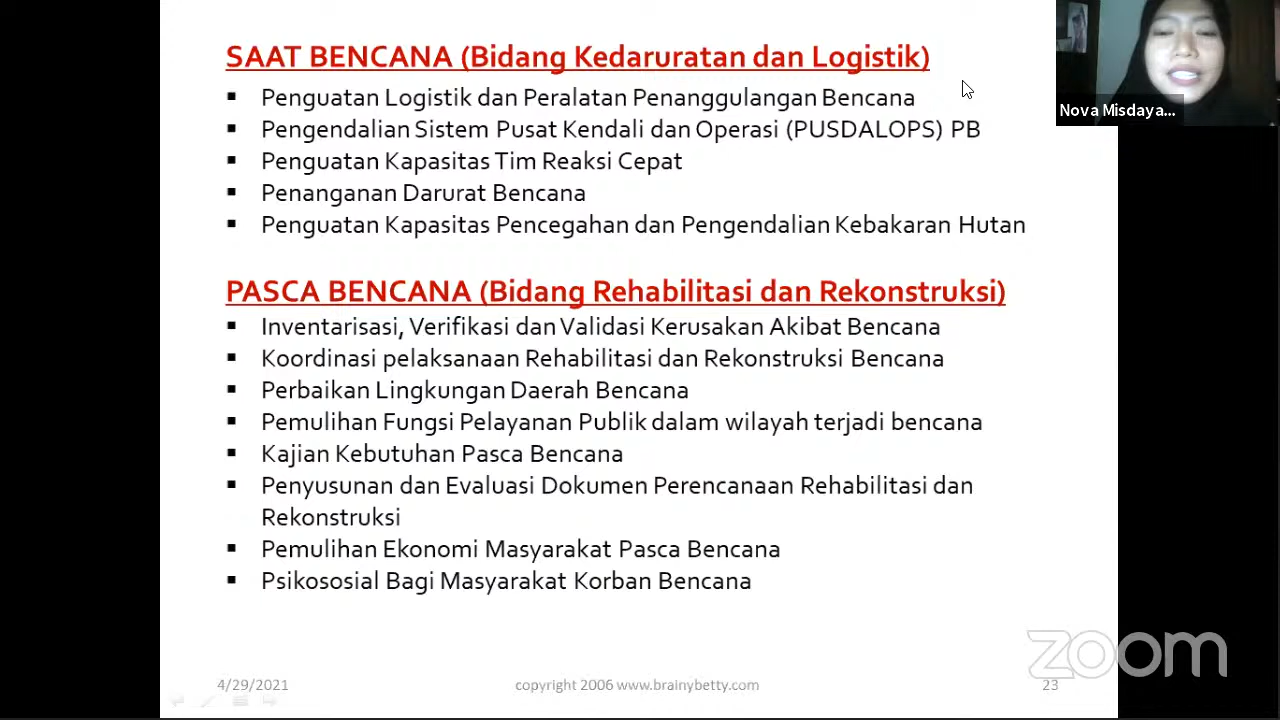 SAAT BENCANA (Bidang Kedaruratan dan Logistik)
▪ Penguatan Logistik dan Peralatan Penanggulangan Bencana
▪ Pengendalian Sistem Pusat Kendali dan Operasi (PUSDALOPS) PB
▪ Penguatan Kapasitas Tim Reaksi Cepat
▪ Penanganan Darurat Bencana
▪ Penguatan Kapasitas Pencegahan dan Pengendalian Kebakaran Hutan
PASCA BENCANA (Bidang Rehabilitasi dan Rekonstruksi)
▪ Inventarisasi, Verifikasi dan Validasi Kerusakan Akibat Bencana
▪ Koordinasi pelaksanaan Rehabilitasi dan Rekonstruksi Bencana
▪ Perbaikan Lingkungan Daerah Bencana
▪ Pemulihan Fungsi Pelayanan Publik dalam wilayah terjadi bencana
▪ Kajian Kebutuhan Pasca Bencana
▪ Penyusunan dan Evaluasi Dokumen Perencanaan Rehabilitasi dan
Rekonstruksi
▪ Pemulihan Ekonomi Masyarakat Pasca Bencana
▪ Psikososial Bagi Masyarakat Korban Bencana
4/29/2021
copyright 2006 www.brainybetty.com
23
Nova Misdaya...
zoom